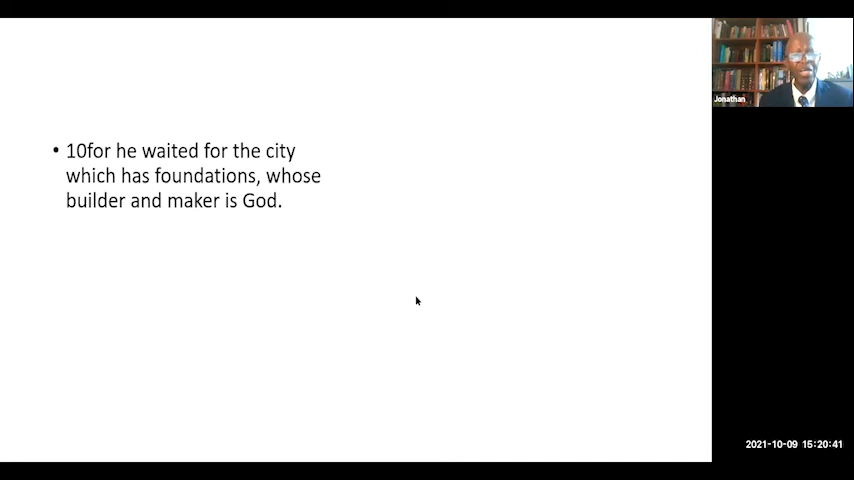 • 10for he waited for the city
which has foundations, whose
builder and maker is God.
Jonathan
2021-10-09 15:20:41